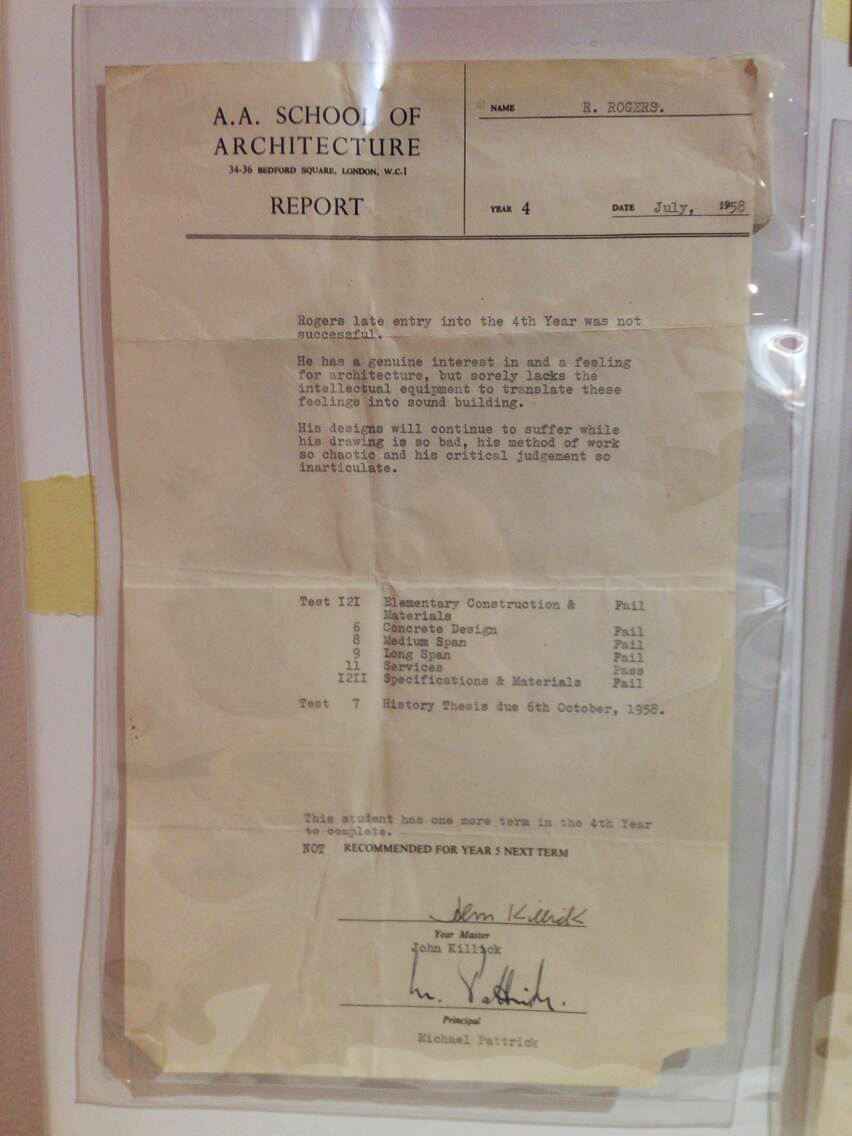 A.A. SCHOOL OF
ARCHITECTURE
34-36 BEDFORD SQUARE, LONDON, W.C.1
REPORT
NAME R. ROGERS.
YEAR 4 DATE July, 1958
Rogers late entry into the 4th Year was not
successful.
He has a genuine interest in and a feeling
for architecture, but sorely lacks the
intellectual equipment to translate these
feelings into sound building.
His designs will continue to suffer while
his drawing is so bad, his method of work
so chaotic and his critical judgement so
inarticulate.
Test I2I Elementary Construction & Fail
Materials
6 Concrete Design Fail
8 Medium Span Fail
9 Long Span Fail
11 Services Pass
I2II Specifications & Materials Fail
Test 7 History Thesis due 6th October, 1958.
This student has one more term in the 4th Year
to complete.
NOT RECOMMENDED FOR YEAR 5 NEXT TERM
John Killick
Year Master
John Killick
M. Pattrick.
Principal
Michael Pattrick